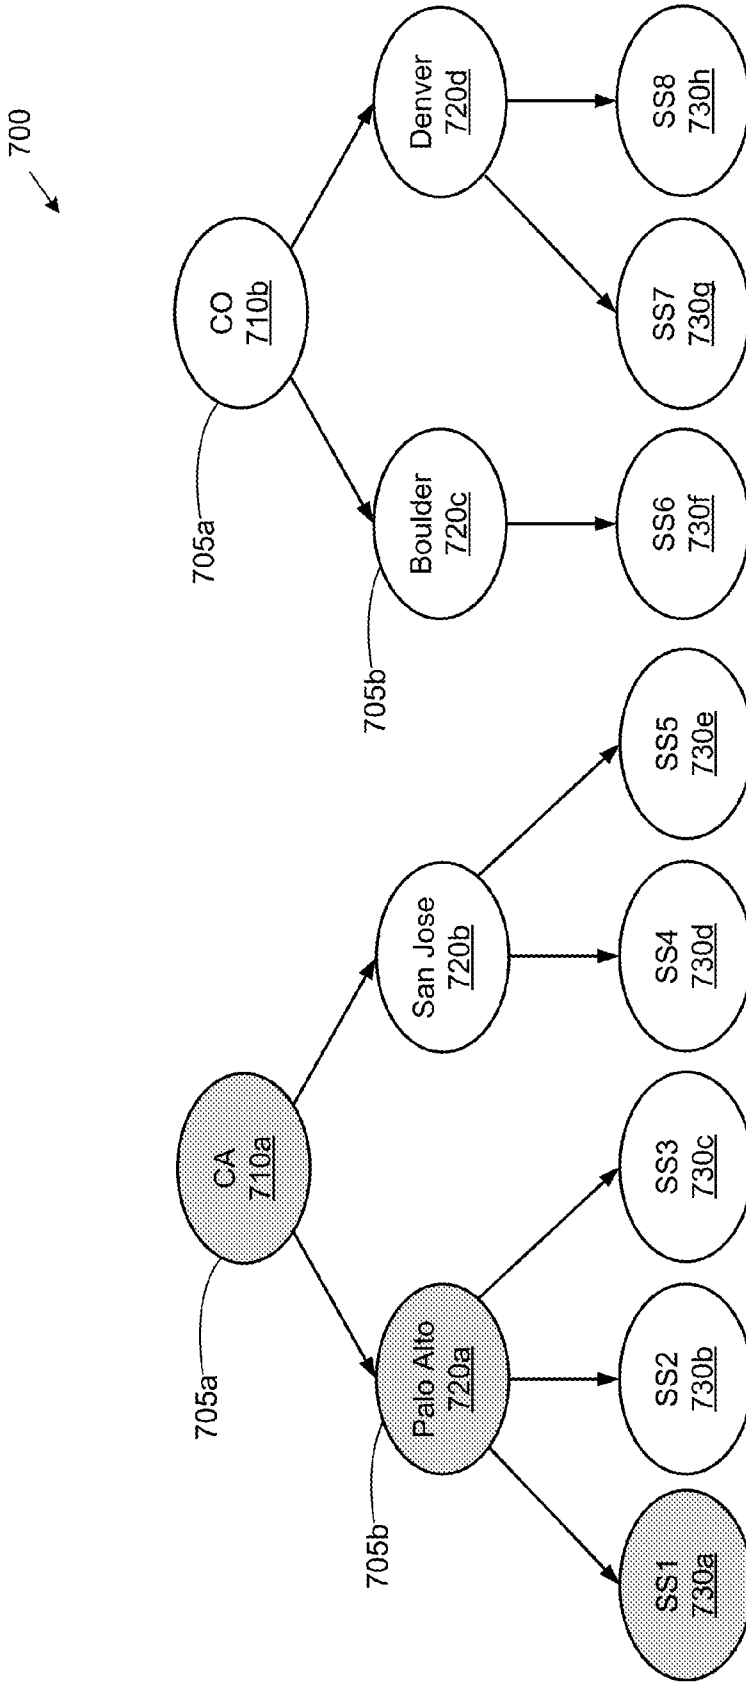 700
705a
CA
710a
705a
CO
710b
705b
Palo Alto
720a
San Jose
720b
705b
Boulder
720c
Denver
720d
SS1
730a
SS2
730b
SS3
730c
SS4
730d
SS5
730e
SS6
730f
SS7
730g
SS8
730h